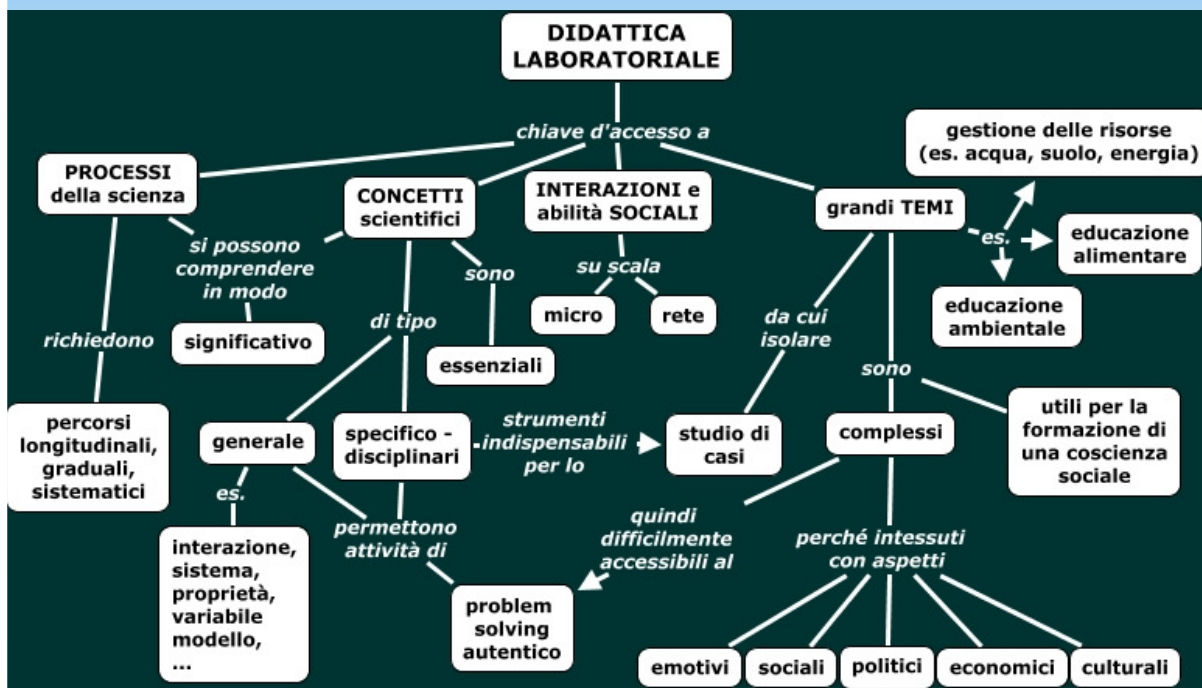 DIDATTICA
LABORATORIALE
chiave d'accesso a
PROCESSI
della scienza
CONCETTI
scientifici
INTERAZIONI e
abilità SOCIALI
grandi TEMI
gestione delle risorse
(es. acqua, suolo, energia)
es.
educazione
alimentare
educazione
ambientale
si possono
comprendere
in modo
significativo
richiedono
percorsi
longitudinali,
graduali,
sistematici
sono
essenziali
di tipo
generale
specifico -
disciplinari
es.
interazione,
sistema,
proprietà,
variabile
modello,
...
permettono
attività di
problem
solving
autentico
su scala
micro
rete
strumenti
indispensabili
per lo
studio di
casi
da cui
isolare
sono
complessi
utili per la
formazione di
una coscienza
sociale
quindi
difficilmente
accessibili al
perché intessuti
con aspetti
emotivi
sociali
politici
economici
culturali